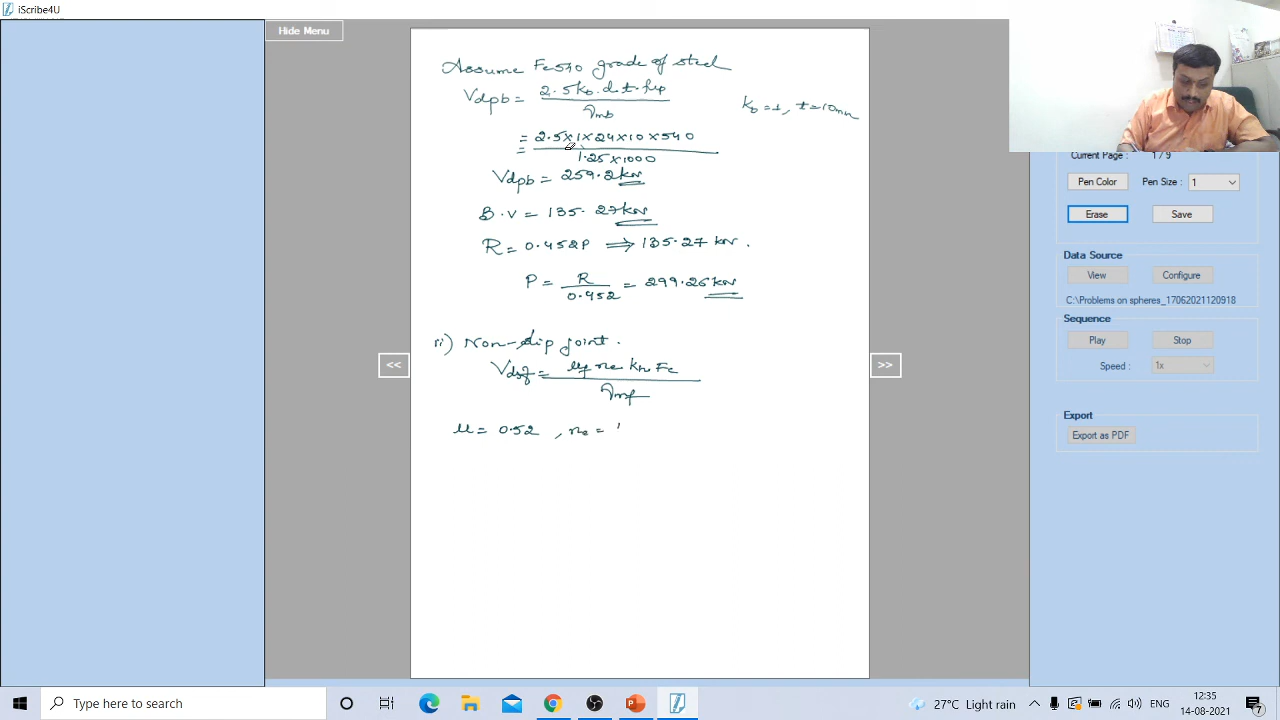 iScribe4U
Hide Menu
Assume Fe540 grade of steel
Vdpb = 2.5 kb.d.t.fup
γmb
kb = 1, t = 10mm
= 2.5×1×24×10×540
= 1.25×1000
Vdpb = 259.2 kN
B.V = 135.27 kN
R = 0.452P ⇒ 135.27 kN.
P = R = 299.26 kN
0.452
ii) Non-slip joint.
Vdsf = μf ne kh Fo
γmf
μ = 0.52 , ne = 1
<<
>>
Current Page : 1 / 9
Pen Color
Pen Size :
1
Erase
Save
Data Source
View
Configure
C:\Problems on spheres_17062021120918
Sequence
Play
Stop
Speed :
1x
Export
Export as PDF
Type here to search
27°C Light rain
12:35
14-08-2021
7